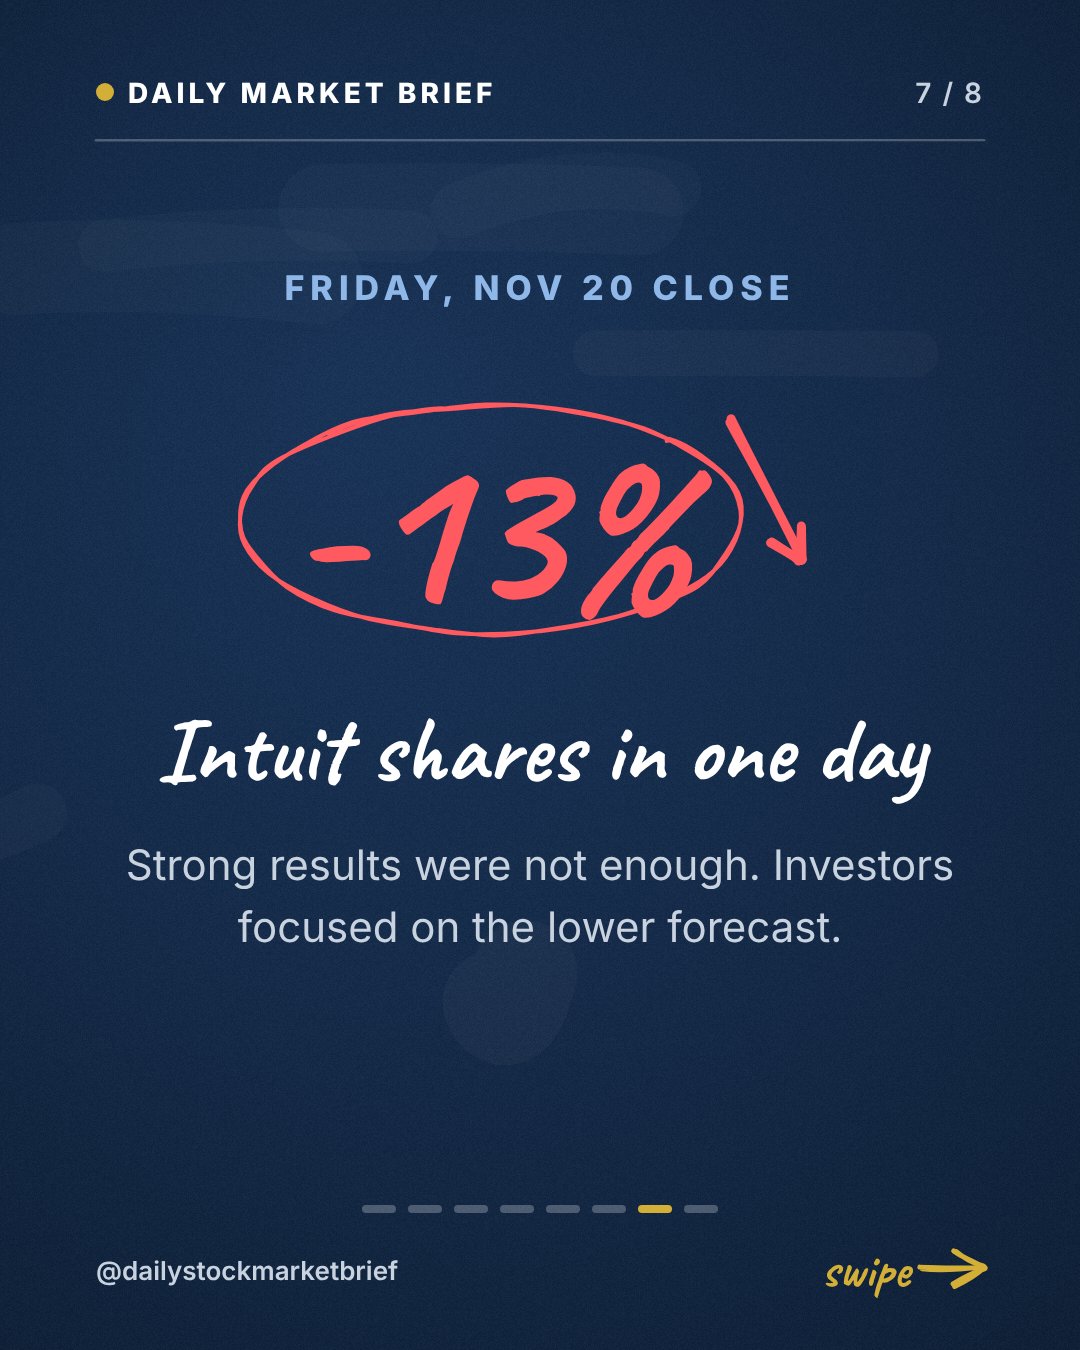 DAILY MARKET BRIEF
7 / 8
FRIDAY, NOV 20 CLOSE
-13%
Intuit shares in one day
Strong results were not enough. Investors
focused on the lower forecast.
@dailystockmarketbrief
swipe